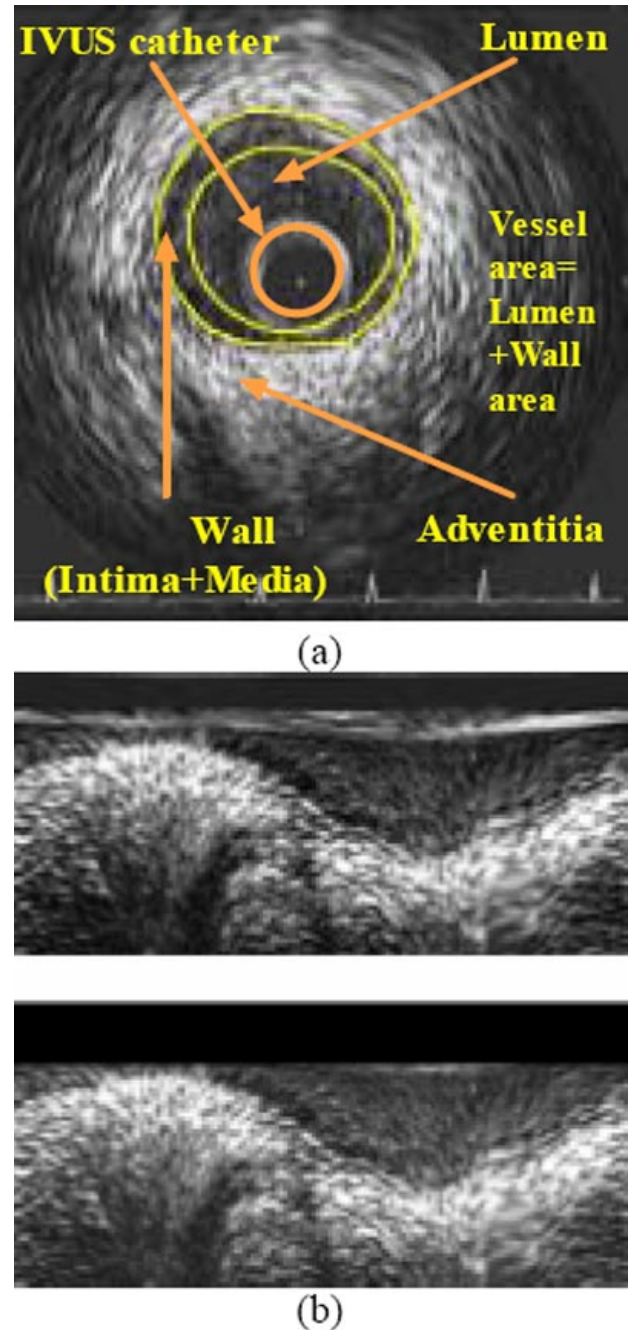 IVUS catheter
Lumen
Vessel
area=
Lumen
+Wall
area
Wall
(Intima+Media)
Adventitia
(a)
(b)